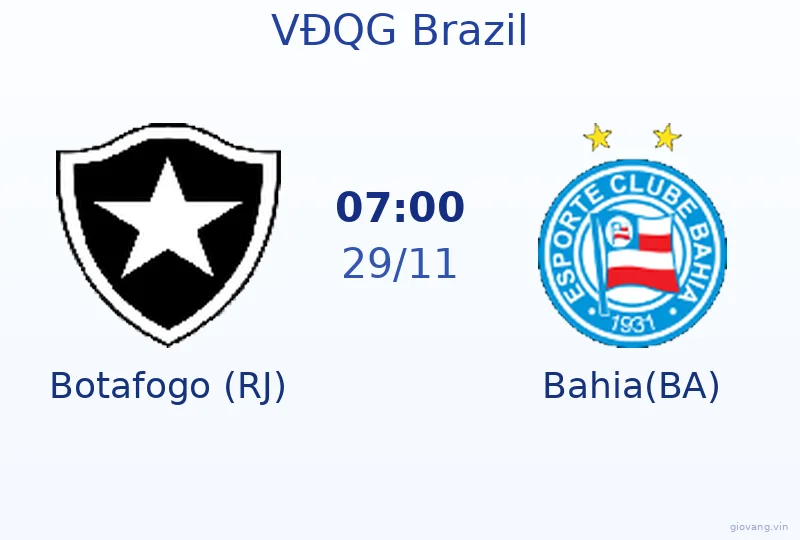 VĐQG Brazil
07:00
29/11
ESPORTE CLUBE BAHIA
1931
Botafogo (RJ)
Bahia(BA)
giovang.vin